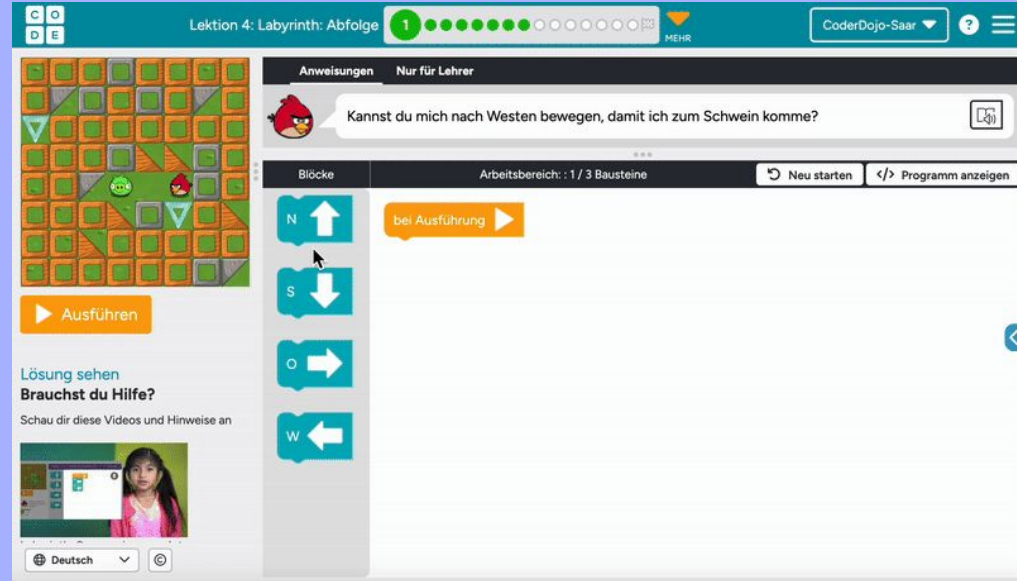 C O
D E
Lektion 4: Labyrinth: Abfolge
1
MEHR
CoderDojo-Saar
?
Anweisungen Nur für Lehrer
Kannst du mich nach Westen bewegen, damit ich zum Schwein komme?
Blöcke
Arbeitsbereich: : 1 / 3 Bausteine
Neu starten
</> Programm anzeigen
N
bei Ausführung
S
Ausführen
O
Lösung sehen
Brauchst du Hilfe?
Schau dir diese Videos und Hinweise an
W
Deutsch
©